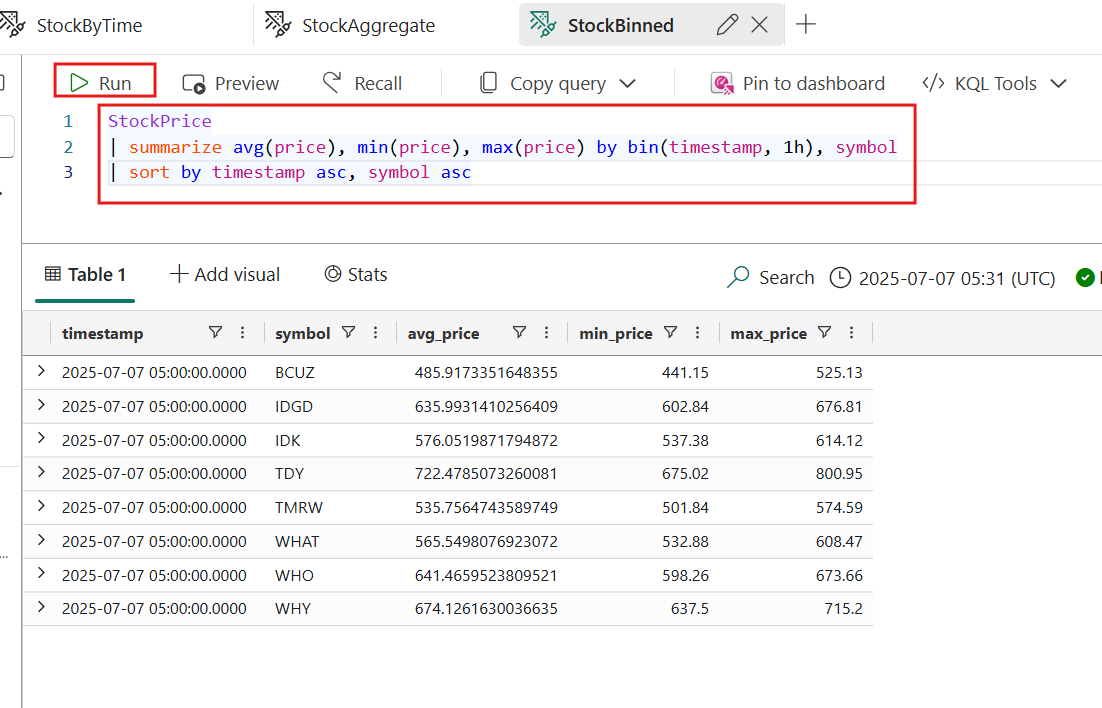 StockByTime StockAggregate StockBinned
Run Preview Recall Copy query Pin to dashboard KQL Tools
1 StockPrice
2 | summarize avg(price), min(price), max(price) by bin(timestamp, 1h), symbol
3 | sort by timestamp asc, symbol asc
Table 1 Add visual Stats Search 2025-07-07 05:31 (UTC)
timestamp symbol avg_price min_price max_price
2025-07-07 05:00:00.0000 BCUZ 485.9173351648355 441.15 525.13
2025-07-07 05:00:00.0000 IDGD 635.9931410256409 602.84 676.81
2025-07-07 05:00:00.0000 IDK 576.0519871794872 537.38 614.12
2025-07-07 05:00:00.0000 TDY 722.4785073260081 675.02 800.95
2025-07-07 05:00:00.0000 TMRW 535.7564743589749 501.84 574.59
2025-07-07 05:00:00.0000 WHAT 565.5498076923072 532.88 608.47
2025-07-07 05:00:00.0000 WHO 641.4659523809521 598.26 673.66
2025-07-07 05:00:00.0000 WHY 674.1261630036635 637.5 715.2